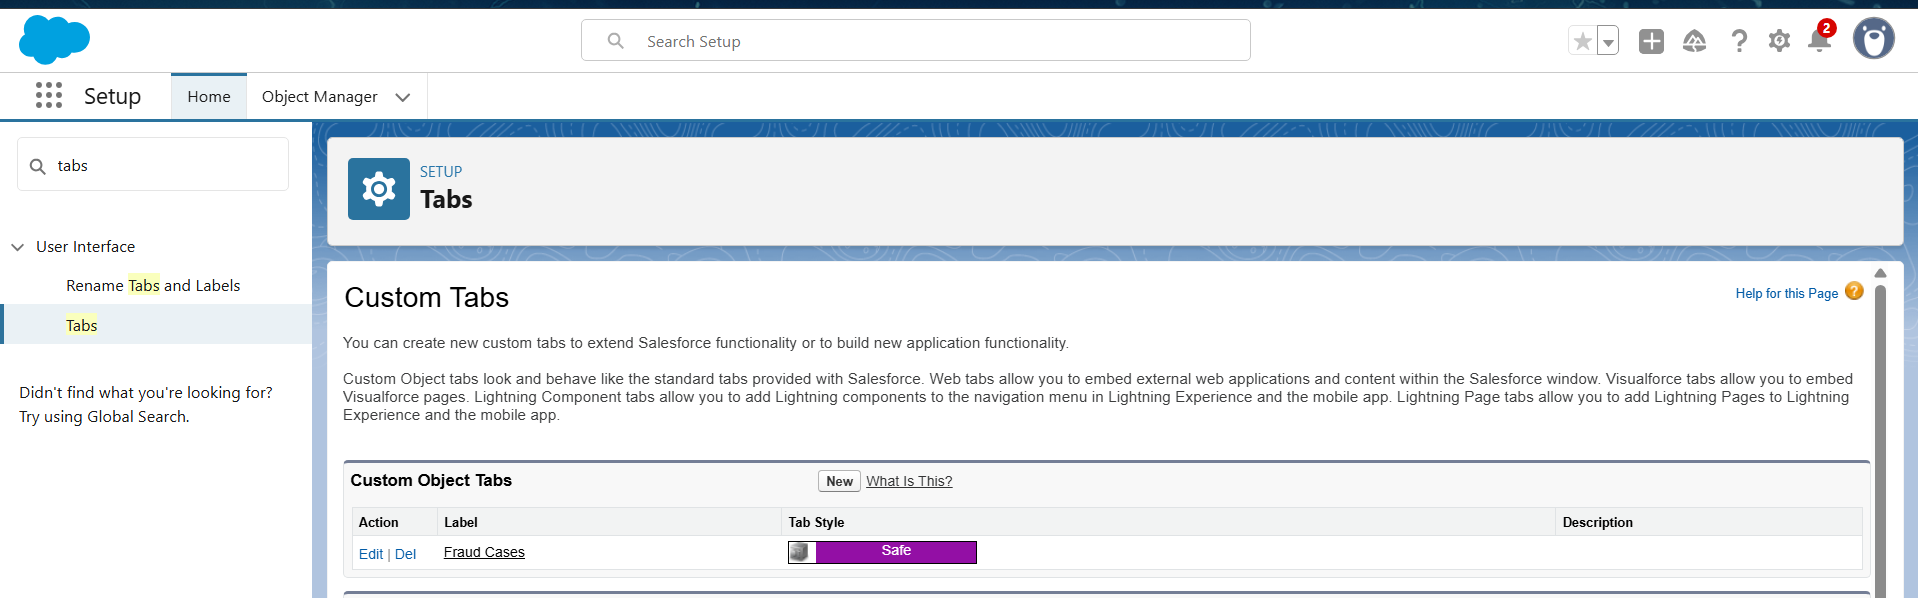 Search Setup
2
Setup
Home
Object Manager
tabs
User Interface
Rename Tabs and Labels
Tabs
Didn't find what you're looking for?
Try using Global Search.
SETUP
Tabs
Custom Tabs
Help for this Page ?
You can create new custom tabs to extend Salesforce functionality or to build new application functionality.
Custom Object tabs look and behave like the standard tabs provided with Salesforce. Web tabs allow you to embed external web applications and content within the Salesforce window. Visualforce tabs allow you to embed
Visualforce pages. Lightning Component tabs allow you to add Lightning components to the navigation menu in Lightning Experience and the mobile app. Lightning Page tabs allow you to add Lightning Pages to Lightning
Experience and the mobile app.
Custom Object Tabs
New What Is This?
Action Label Tab Style Description
Edit | Del Fraud Cases Safe